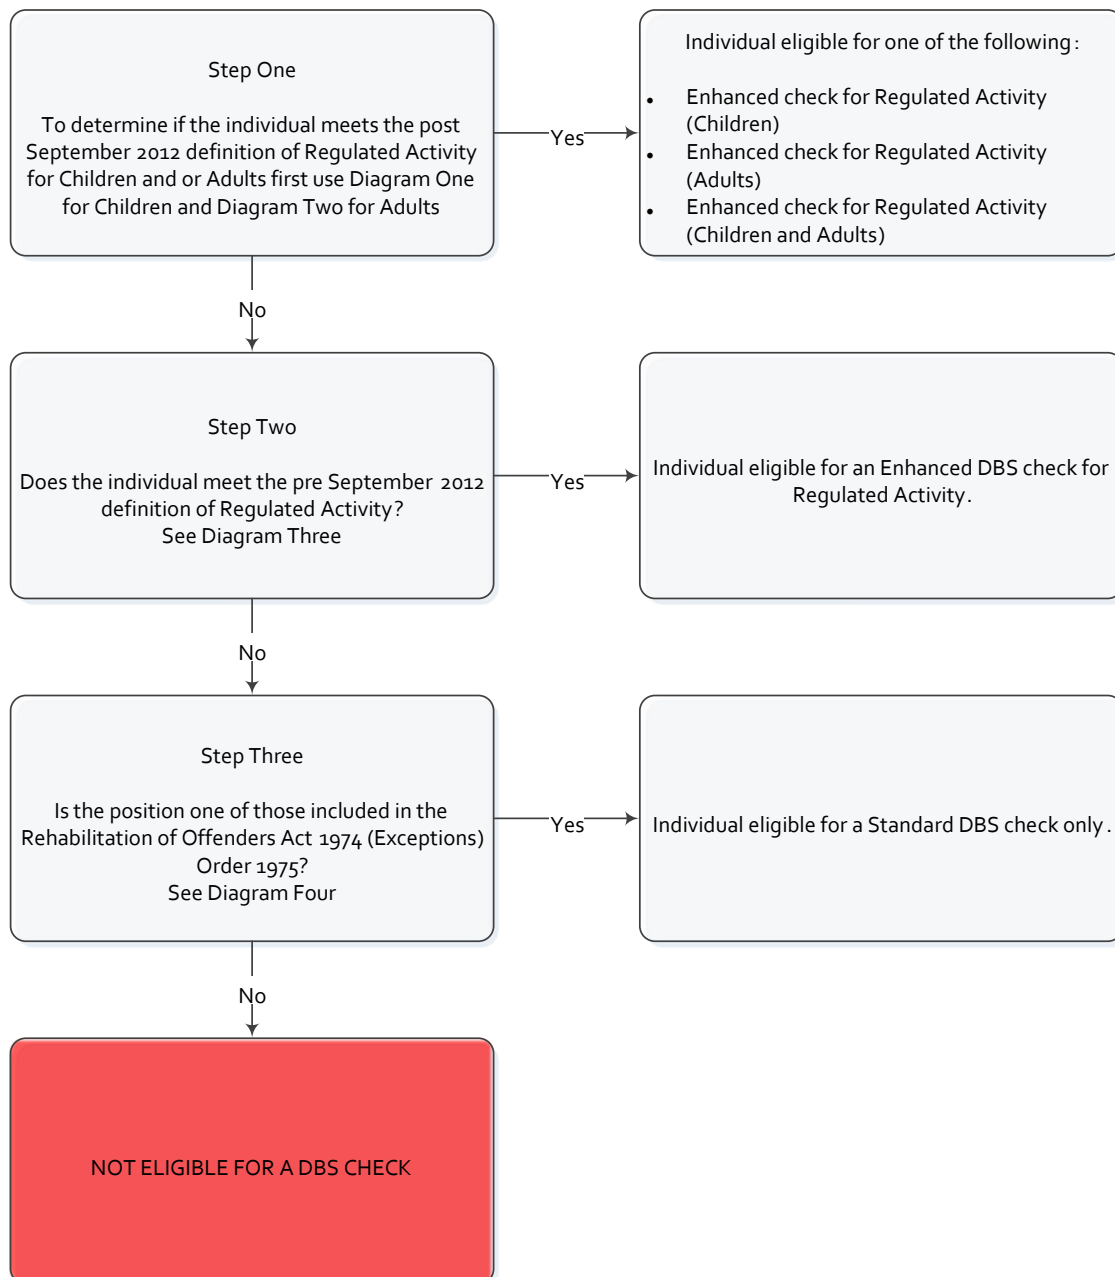 Step One
To determine if the individual meets the post
September 2012 definition of Regulated Activity
for Children and or Adults first use Diagram One
for Children and Diagram Two for Adults
Yes
Individual eligible for one of the following:
• Enhanced check for Regulated Activity
(Children)
• Enhanced check for Regulated Activity
(Adults)
• Enhanced check for Regulated Activity
(Children and Adults)
No
Step Two
Does the individual meet the pre September 2012
definition of Regulated Activity?
See Diagram Three
Yes
Individual eligible for an Enhanced DBS check for
Regulated Activity.
No
Step Three
Is the position one of those included in the
Rehabilitation of Offenders Act 1974 (Exceptions)
Order 1975?
See Diagram Four
Yes
Individual eligible for a Standard DBS check only.
No
NOT ELIGIBLE FOR A DBS CHECK